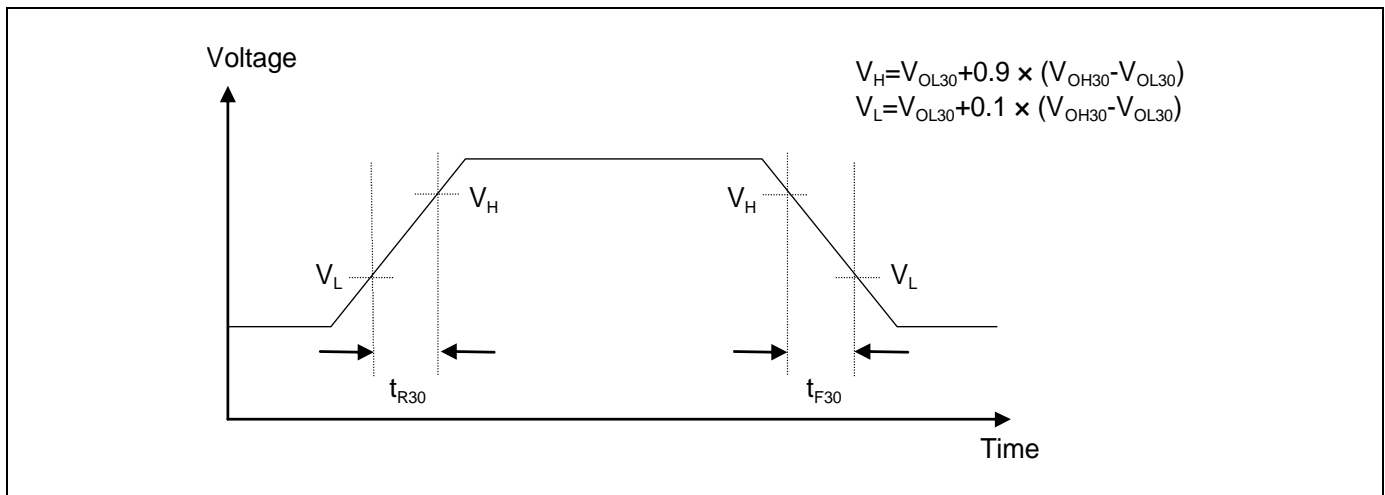 Voltage
V_H=V_OL30+0.9 × (V_OH30-V_OL30)
V_L=V_OL30+0.1 × (V_OH30-V_OL30)
V_H
V_H
V_L
V_L
t_R30
t_F30
Time